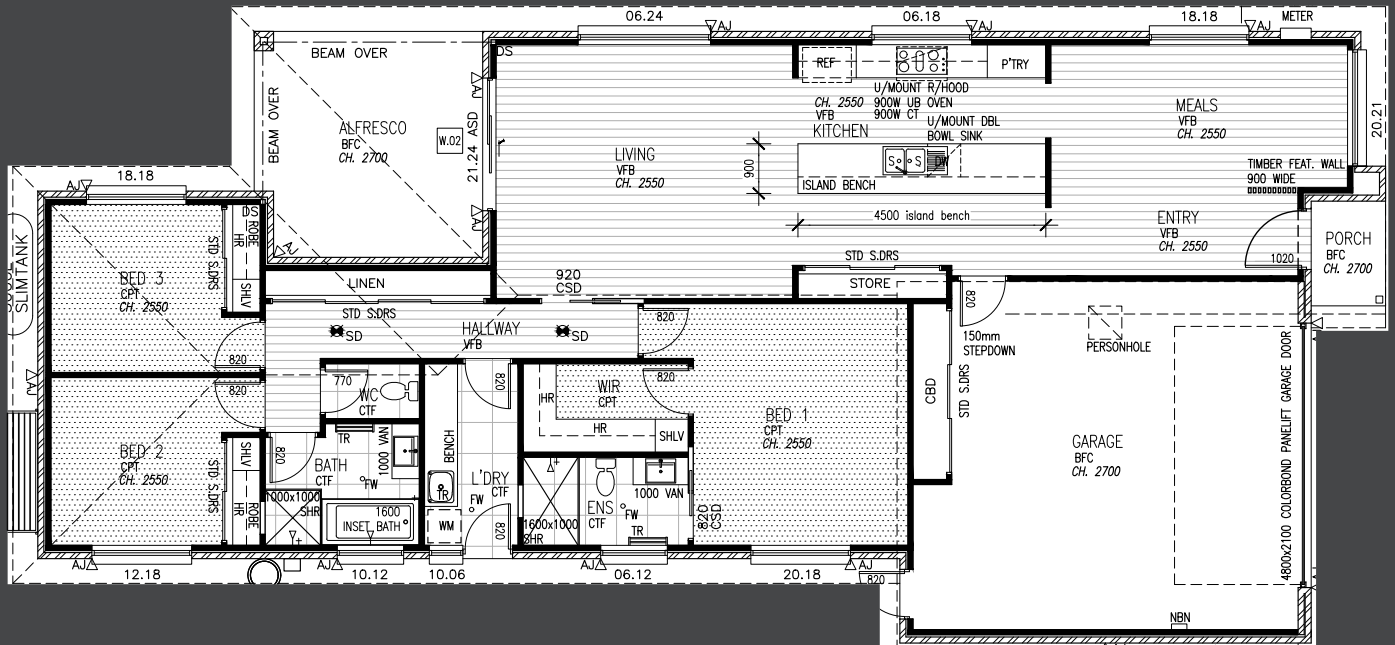 06.24
AJ
06.18
AJ
18.18
AJ
METER
BEAM OVER
DS
REF
P'TRY
U/MOUNT R/HOOD
900W UB OVEN
900W CT
CH. 2550
VFB
KITCHEN
U/MOUNT DBL
BOWL SINK
MEALS
VFB
CH. 2550
20.21
BEAM OVER
ALFRESCO
BFC
CH. 2700
W.02
AJ
21.24 ASD
AJ
LIVING
VFB
CH. 2550
900
S
S
DW
ISLAND BENCH
TIMBER FEAT. WALL
900 WIDE
4500 island bench
ENTRY
VFB
CH. 2550
1020
PORCH
BFC
CH. 2700
AJ
18.18
DS
AJ
SLIMTANK
BED 3
CPT
CH. 2550
STD S.DRS
ROBE
HR
SHLV
820
LINEN
STD S.DRS
920
CSD
STD S.DRS
STORE
SD
HALLWAY
VFB
SD
820
820
150mm
STEPDOWN
PERSONHOLE
AJ
BED 2
CPT
CH. 2550
820
STD S.DRS
SHLV
ROBE
HR
770
WC
CTF
820
BATH
CTF
TR
1000 VAN
FW
1000x1000
SHR
1600
INSET BATH
820
BENCH
L'DRY
CTF
TR
FW
WM
820
HR
WIR
CPT
HR
SHLV
820
1600x1000
SHR
ENS
CTF
1000 VAN
FW
TR
820
CSD
BED 1
CPT
CH. 2550
CBD
STD S.DRS
GARAGE
BFC
CH. 2700
4800x2100 COLORBOND PANELIFT GARAGE DOOR
NBN
AJ
12.18
AJ
10.12
10.06
AJ
06.12
20.18
AJ
820